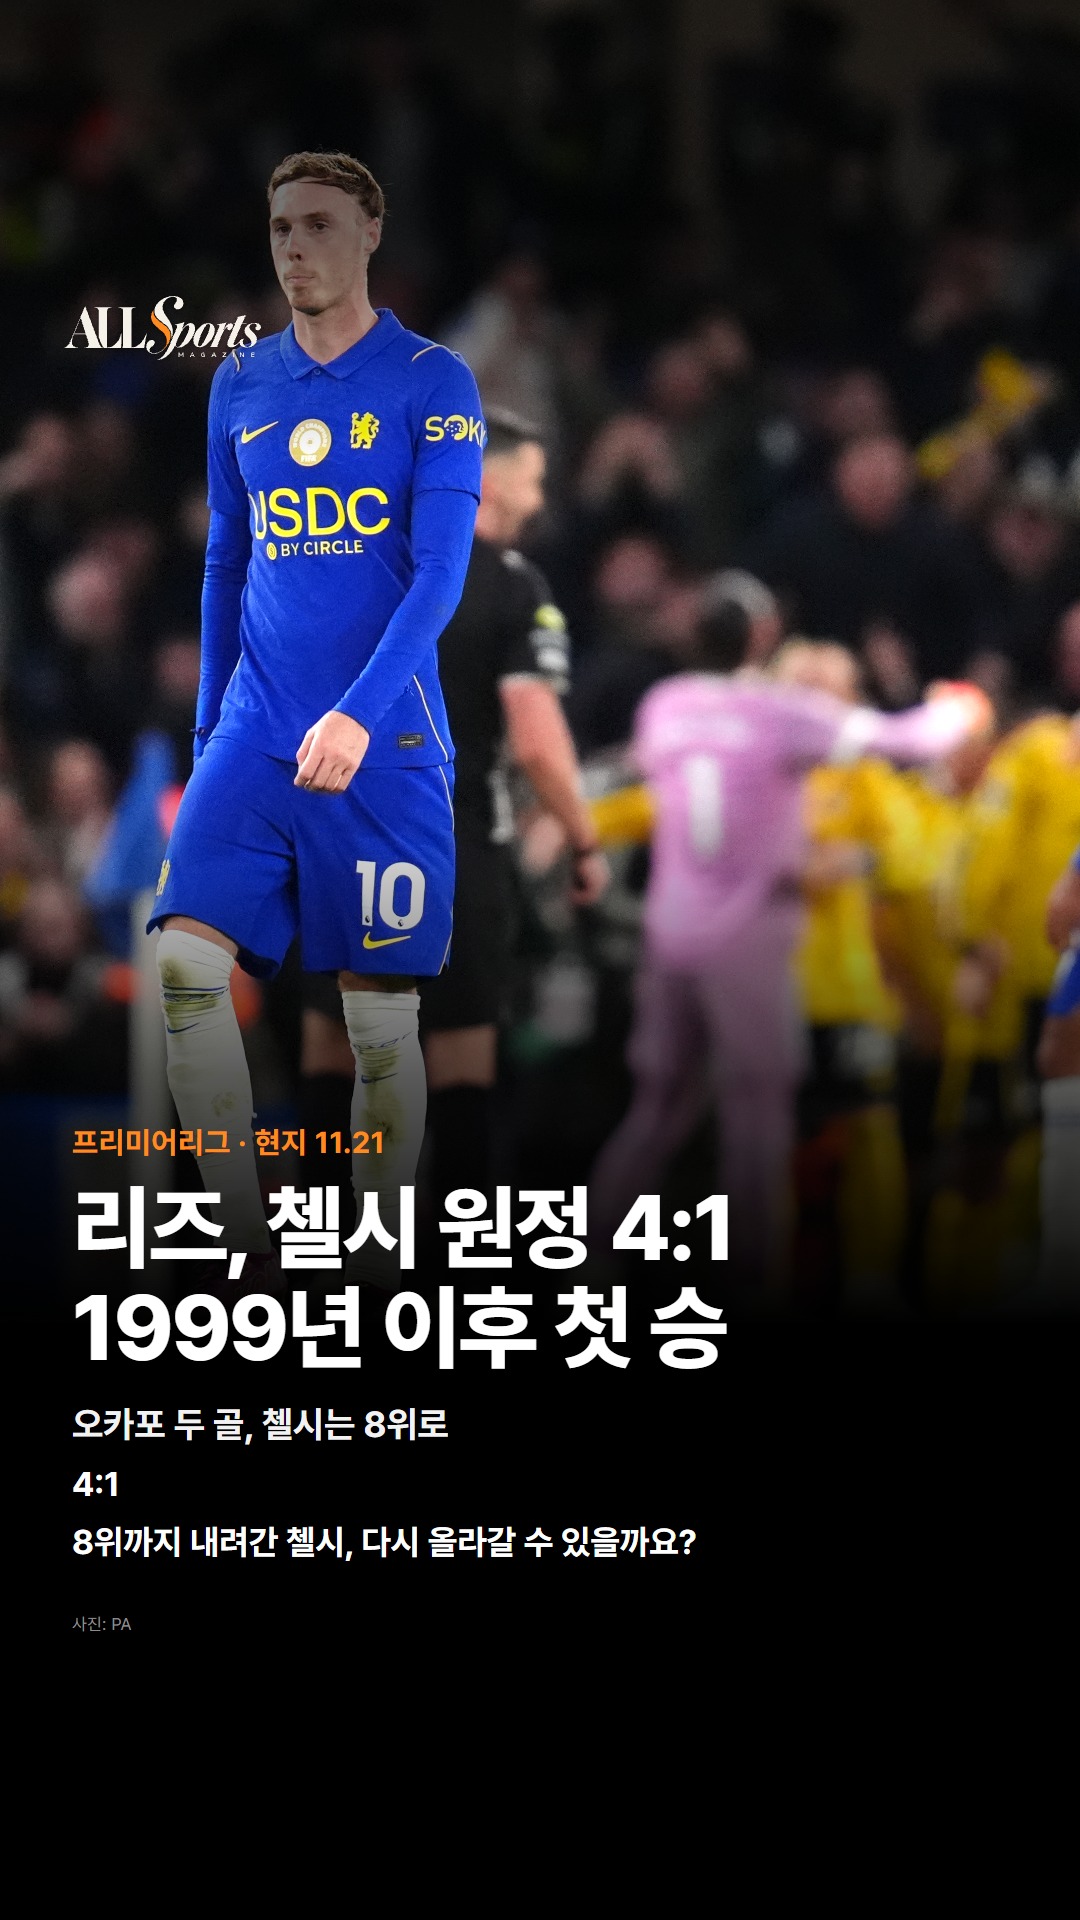 ALL Sports
MAGAZINE
SOK
USDC
BY CIRCLE
10
1
프리미어리그 · 현지 11.21
리즈, 첼시 원정 4:1
1999년 이후 첫 승
오카포 두 골, 첼시는 8위로
4:1
8위까지 내려간 첼시, 다시 올라갈 수 있을까요?
사진: PA